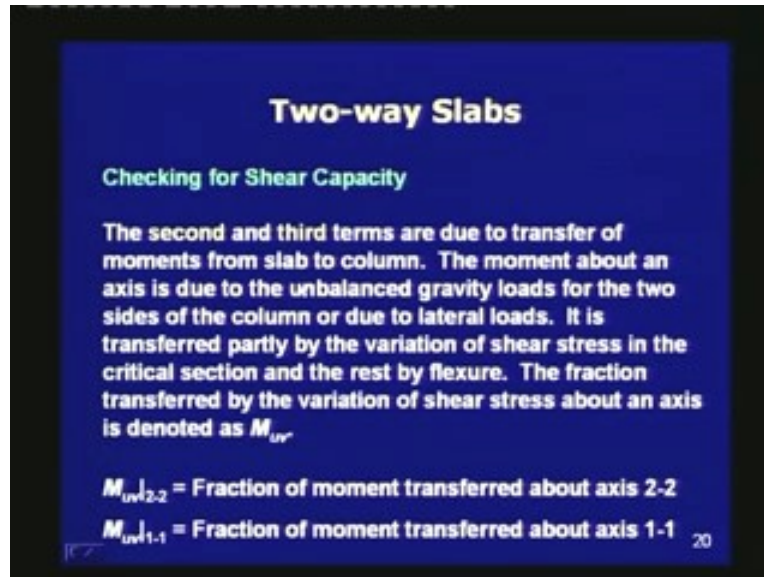 Two-way Slabs
Checking for Shear Capacity
The second and third terms are due to transfer of
moments from slab to column. The moment about an
axis is due to the unbalanced gravity loads for the two
sides of the column or due to lateral loads. It is
transferred partly by the variation of shear stress in the
critical section and the rest by flexure. The fraction
transferred by the variation of shear stress about an axis
is denoted as Muv.
Muv|2-2 = Fraction of moment transferred about axis 2-2
Muv|1-1 = Fraction of moment transferred about axis 1-1
20